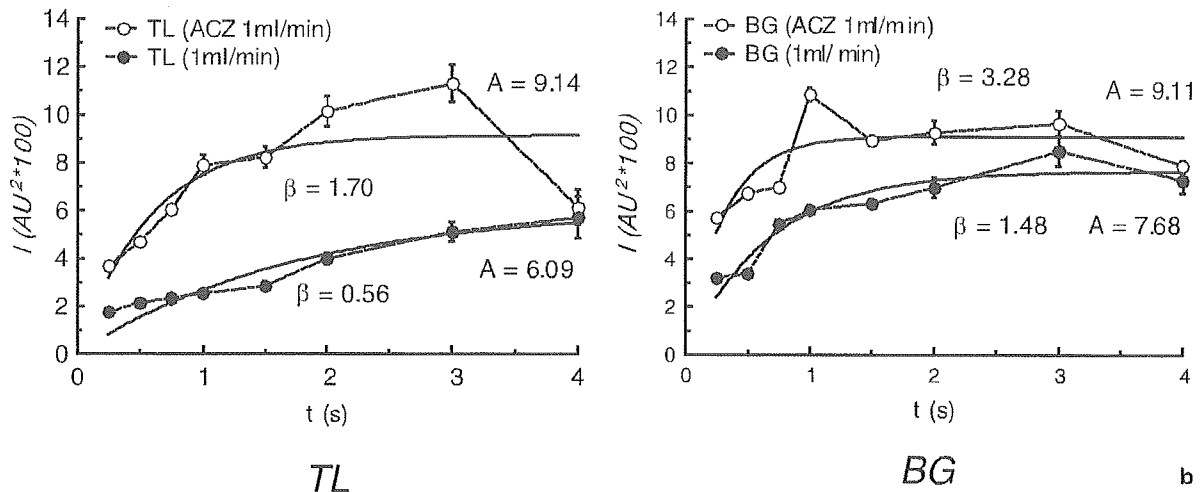 14
12
10
8
6
4
2
0
I (AU²*100)
TL (ACZ 1ml/min)
TL (1ml/min)
A = 9.14
β = 1.70
A = 6.09
β = 0.56
0 1 2 3 4
t (s)
TL
14
12
10
8
6
4
2
0
I (AU²*100)
BG (ACZ 1ml/min)
BG (1ml/ min)
β = 3.28
A = 9.11
β = 1.48 A = 7.68
0 1 2 3 4
t (s)
BG
b